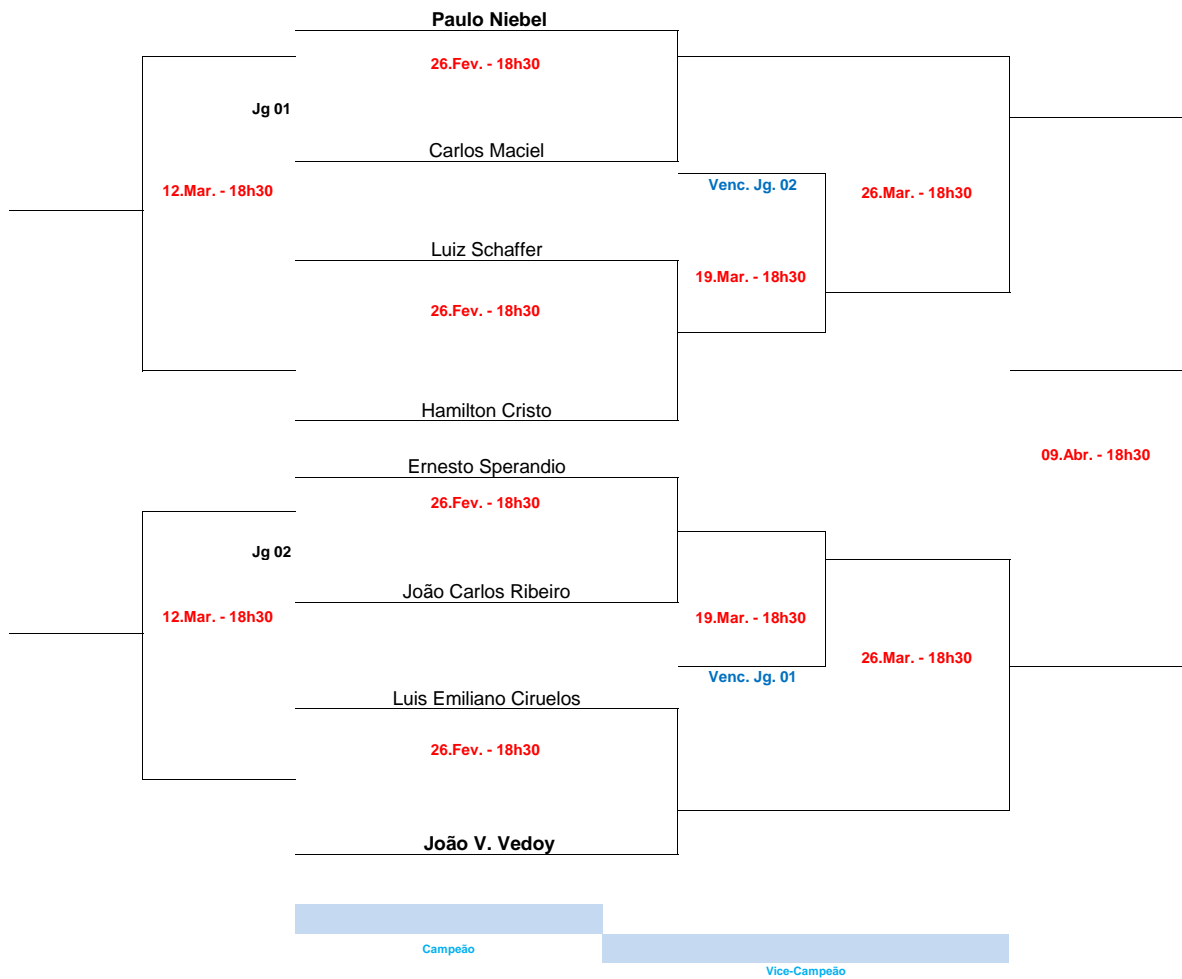 Paulo Niebel
26.Fev. - 18h30
Jg 01
Carlos Maciel
12.Mar. - 18h30
Venc. Jg. 02
26.Mar. - 18h30
Luiz Schaffer
19.Mar. - 18h30
26.Fev. - 18h30
Hamilton Cristo
09.Abr. - 18h30
Ernesto Sperandio
26.Fev. - 18h30
Jg 02
João Carlos Ribeiro
12.Mar. - 18h30
19.Mar. - 18h30
26.Mar. - 18h30
Venc. Jg. 01
Luis Emiliano Ciruelos
26.Fev. - 18h30
João V. Vedoy
Campeão
Vice-Campeão